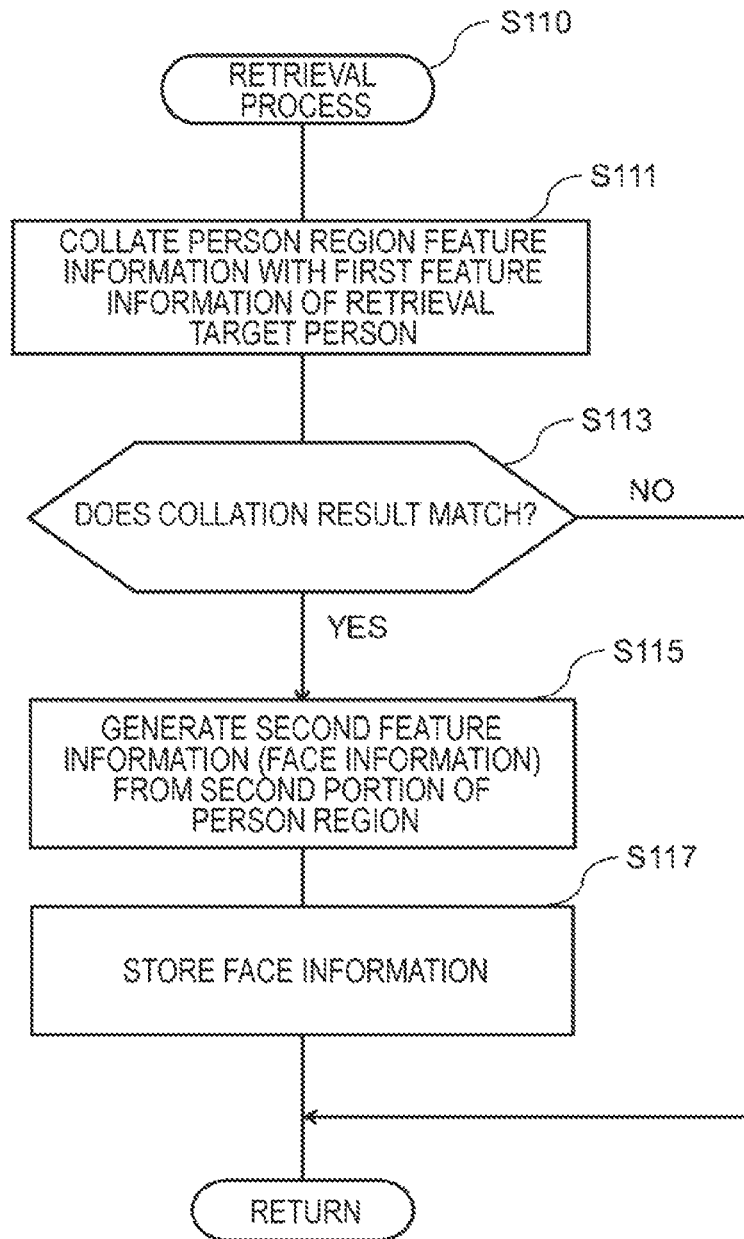 S110
RETRIEVAL
PROCESS
S111
COLLATE PERSON REGION FEATURE
INFORMATION WITH FIRST FEATURE
INFORMATION OF RETRIEVAL
TARGET PERSON
S113
DOES COLLATION RESULT MATCH?
NO
YES
S115
GENERATE SECOND FEATURE
INFORMATION (FACE INFORMATION)
FROM SECOND PORTION OF
PERSON REGION
S117
STORE FACE INFORMATION
RETURN